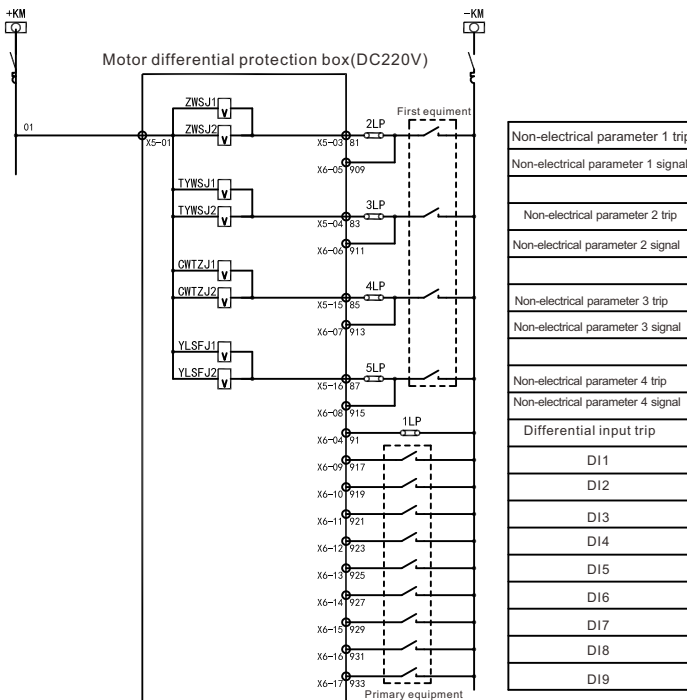 +KM
-KM
Motor differential protection box(DC220V)
01
X5-01
ZWSJ1
V
ZWSJ2
V
X5-03
81
2LP
First equiment
Non-electrical parameter 1 trip
X6-05
909
Non-electrical parameter 1 signal
TYWSJ1
V
TYWSJ2
V
X5-04
83
3LP
Non-electrical parameter 2 trip
X6-06
911
Non-electrical parameter 2 signal
CWTZJ1
V
CWTZJ2
V
X5-15
85
4LP
Non-electrical parameter 3 trip
X6-07
913
Non-electrical parameter 3 signal
YLSFJ1
V
YLSFJ2
V
X5-16
87
5LP
Non-electrical parameter 4 trip
X6-08
915
Non-electrical parameter 4 signal
X6-04
91
1LP
Differential input trip
X6-09
917
DI1
X6-10
919
DI2
X6-11
921
DI3
X6-12
923
DI4
X6-13
925
DI5
X6-14
927
DI6
X6-15
929
DI7
X6-16
931
DI8
X6-17
933
DI9
Primary equipment